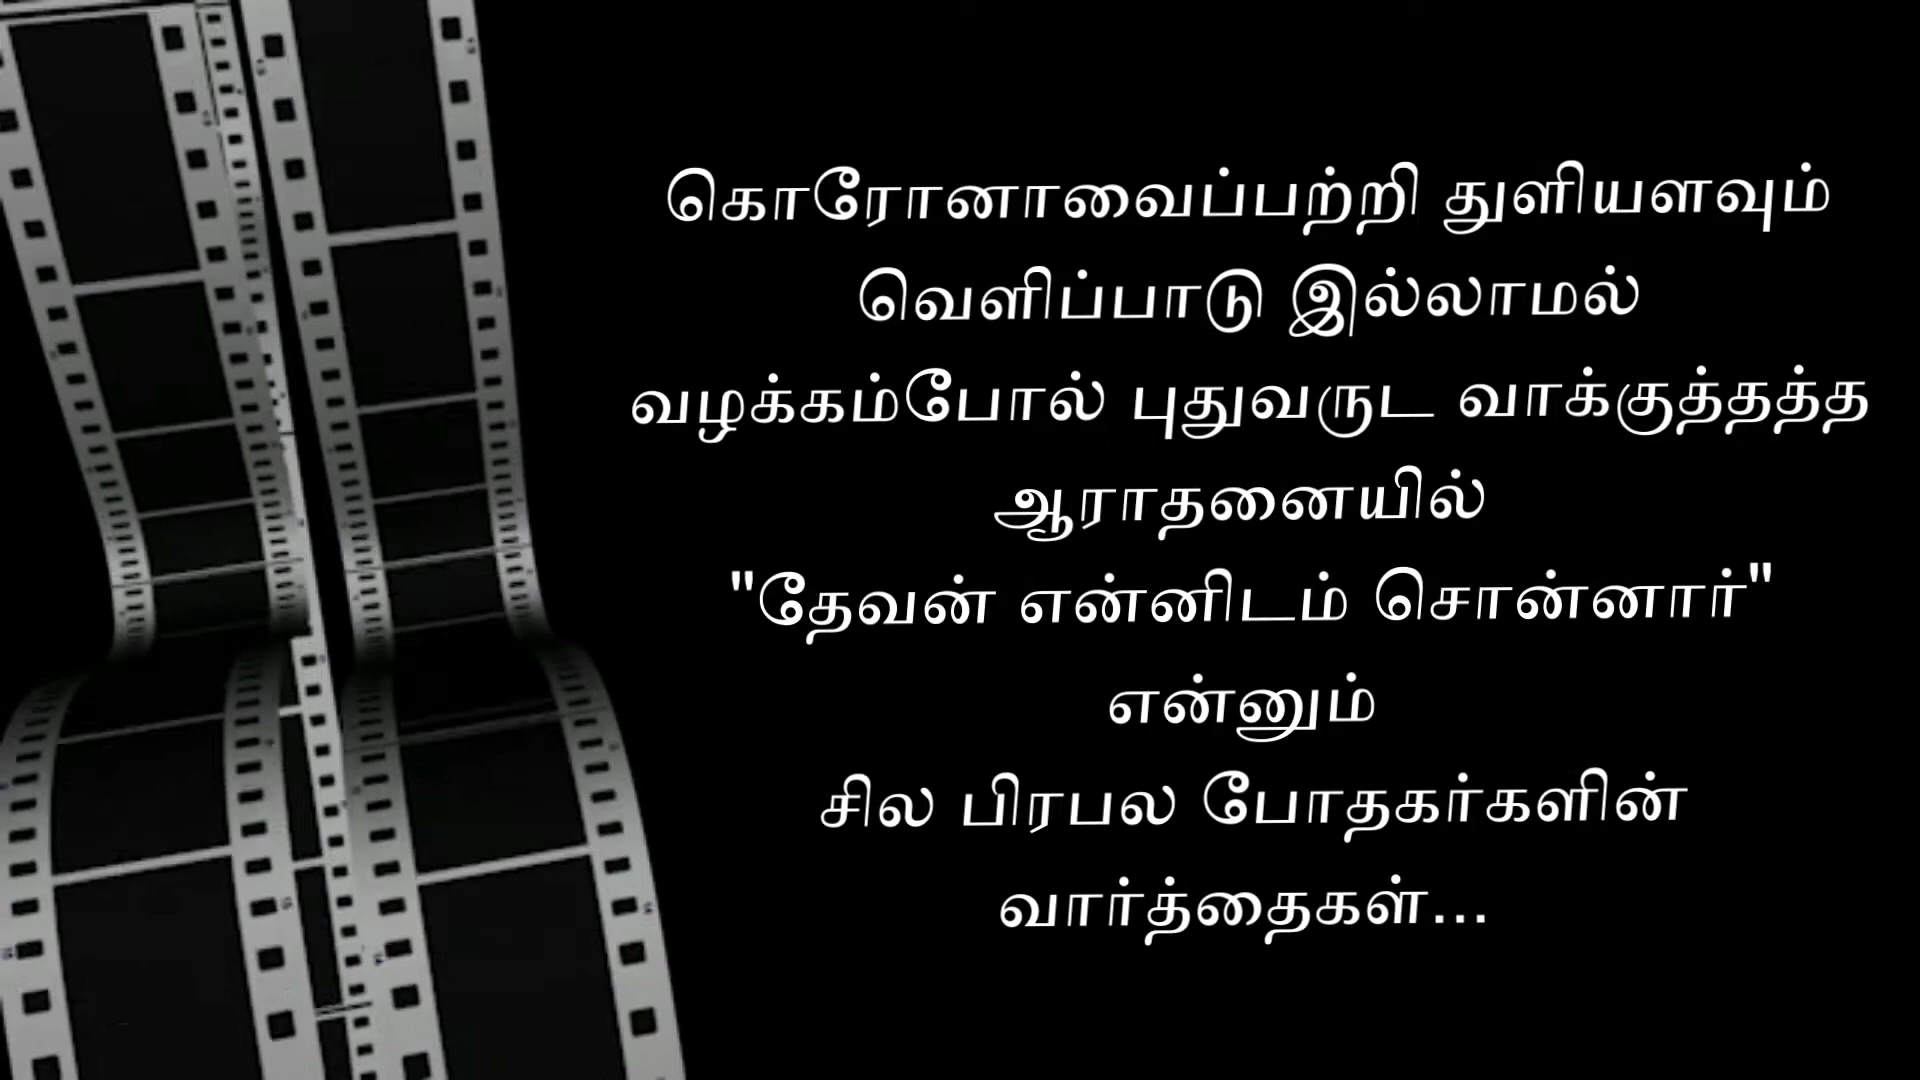 கொரோனாவைப்பற்றி துளியளவும்
வெளிப்பாடு இல்லாமல்
வழக்கம்போல் புதுவருட வாக்குத்தத்த
ஆராதனையில்
"தேவன் என்னிடம் சொன்னார்"
என்னும்
சில பிரபல போதகர்களின்
வார்த்தைகள்...